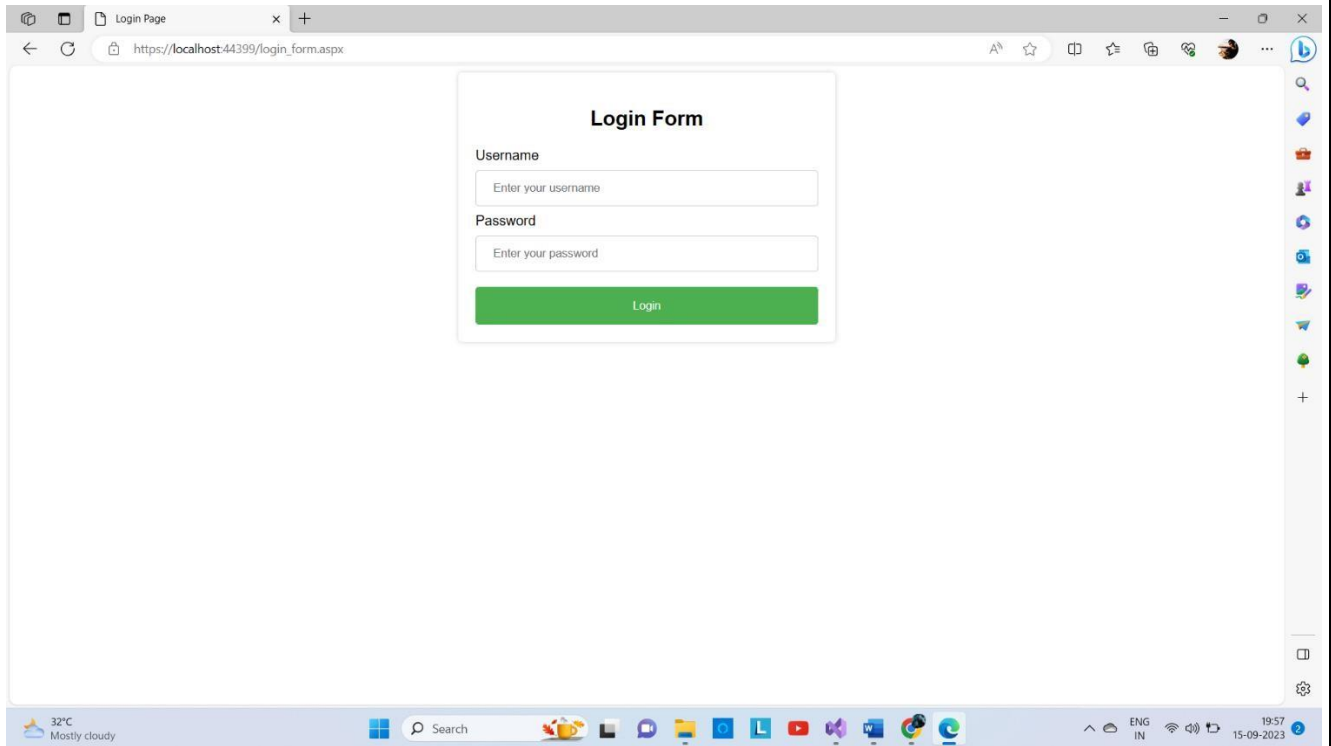 Login Page
https://localhost:44399/login_form.aspx
Login Form
Username
Enter your username
Password
Enter your password
Login
32°C
Mostly cloudy
Search
ENG
IN
19:57
15-09-2023
2